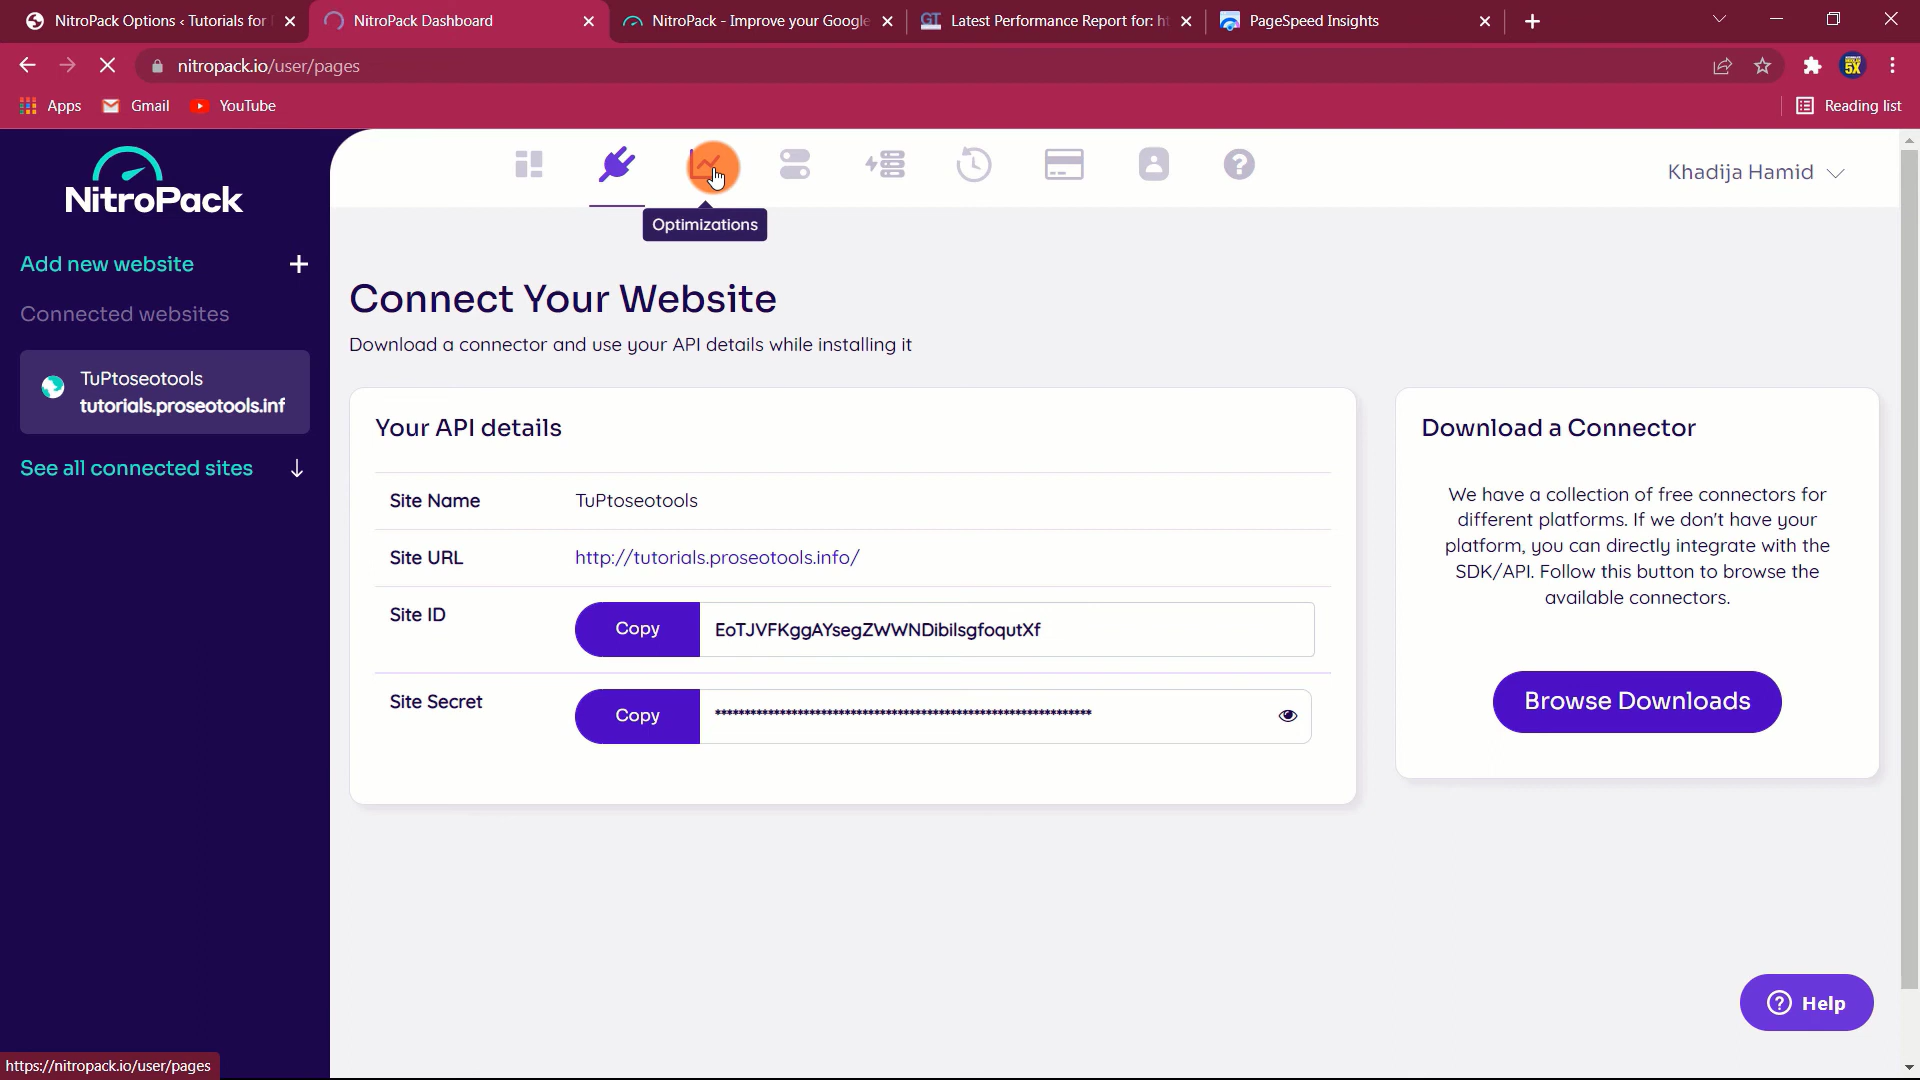 NitroPack Options ‹ Tutorials for
NitroPack Dashboard
NitroPack - Improve your Google
GT
Latest Performance Report for: ht
PageSpeed Insights
nitropack.io/user/pages
5X
Apps
Gmail
YouTube
Reading list
NitroPack
Khadija Hamid
Optimizations
Add new website
Connected websites
TuPtoseotools
tutorials.proseotools.inf
See all connected sites
Connect Your Website
Download a connector and use your API details while installing it
Your API details
Site Name
TuPtoseotools
Site URL
http://tutorials.proseotools.info/
Site ID
Copy
EoTJVFKggAYsegZWWNDibilsgfoqutXf
Site Secret
Copy
****************************************************************
Download a Connector
We have a collection of free connectors for
different platforms. If we don't have your
platform, you can directly integrate with the
SDK/API. Follow this button to browse the
available connectors.
Browse Downloads
? Help
https://nitropack.io/user/pages